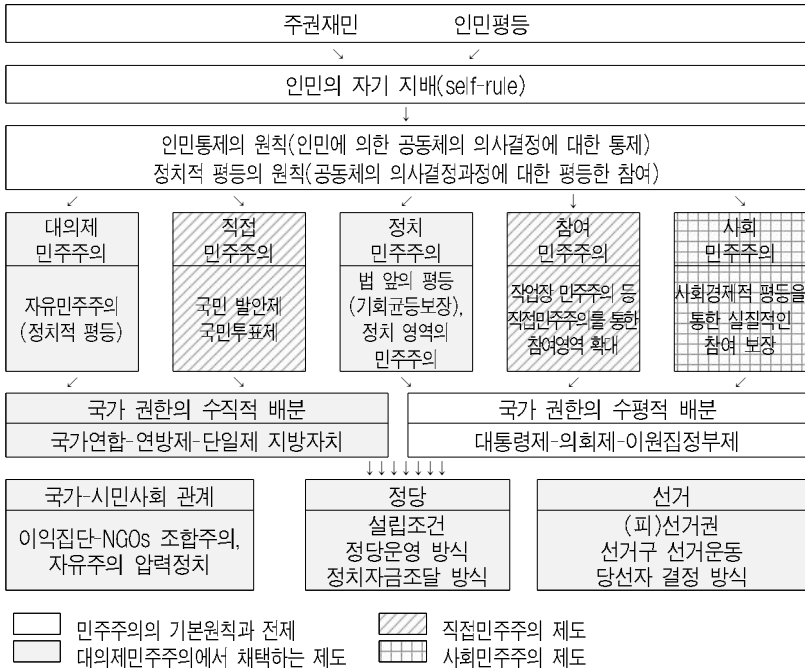 주권재민 인민평등
↘ ↙
인민의 자기 지배(self-rule)
↓
인민통제의 원칙(인민에 의한 공동체의 의사결정에 대한 통제)
정치적 평등의 원칙(공동체의 의사결정과정에 대한 평등한 참여)
↙ ↙ ↓ ↓ ↘
대의제
민주주의
자유민주주의
(정치적 평등)
직접
민주주의
국민 발안제
국민투표제
정치
민주주의
법 앞의 평등
(기회균등보장),
정치 영역의
민주주의
참여
민주주의
직업장 민주주의 등
직접민주주의를 통한
참여영역 확대
사회
민주주의
사회경제적 평등을
통한 실질적인
참여 보장
↙ ↙ ↘ ↘ ↘
국가 권한의 수직적 배분
국가연합-연방제-단일제 지방자치
국가 권한의 수평적 배분
대통령제-의회제-이원집정부제
↓↓↓↓↓↓↓
국가-시민사회 관계
이익집단-NGOs 조합주의,
자유주의 압력정치
정당
설립조건
정당운영 방식
정치자금조달 방식
선거
(피)선거권
선거구 선거운동
당선자 결정 방식
민주주의의 기본원칙과 전제
직접민주주의 제도
대의제민주주의에서 채택하는 제도
사회민주주의 제도